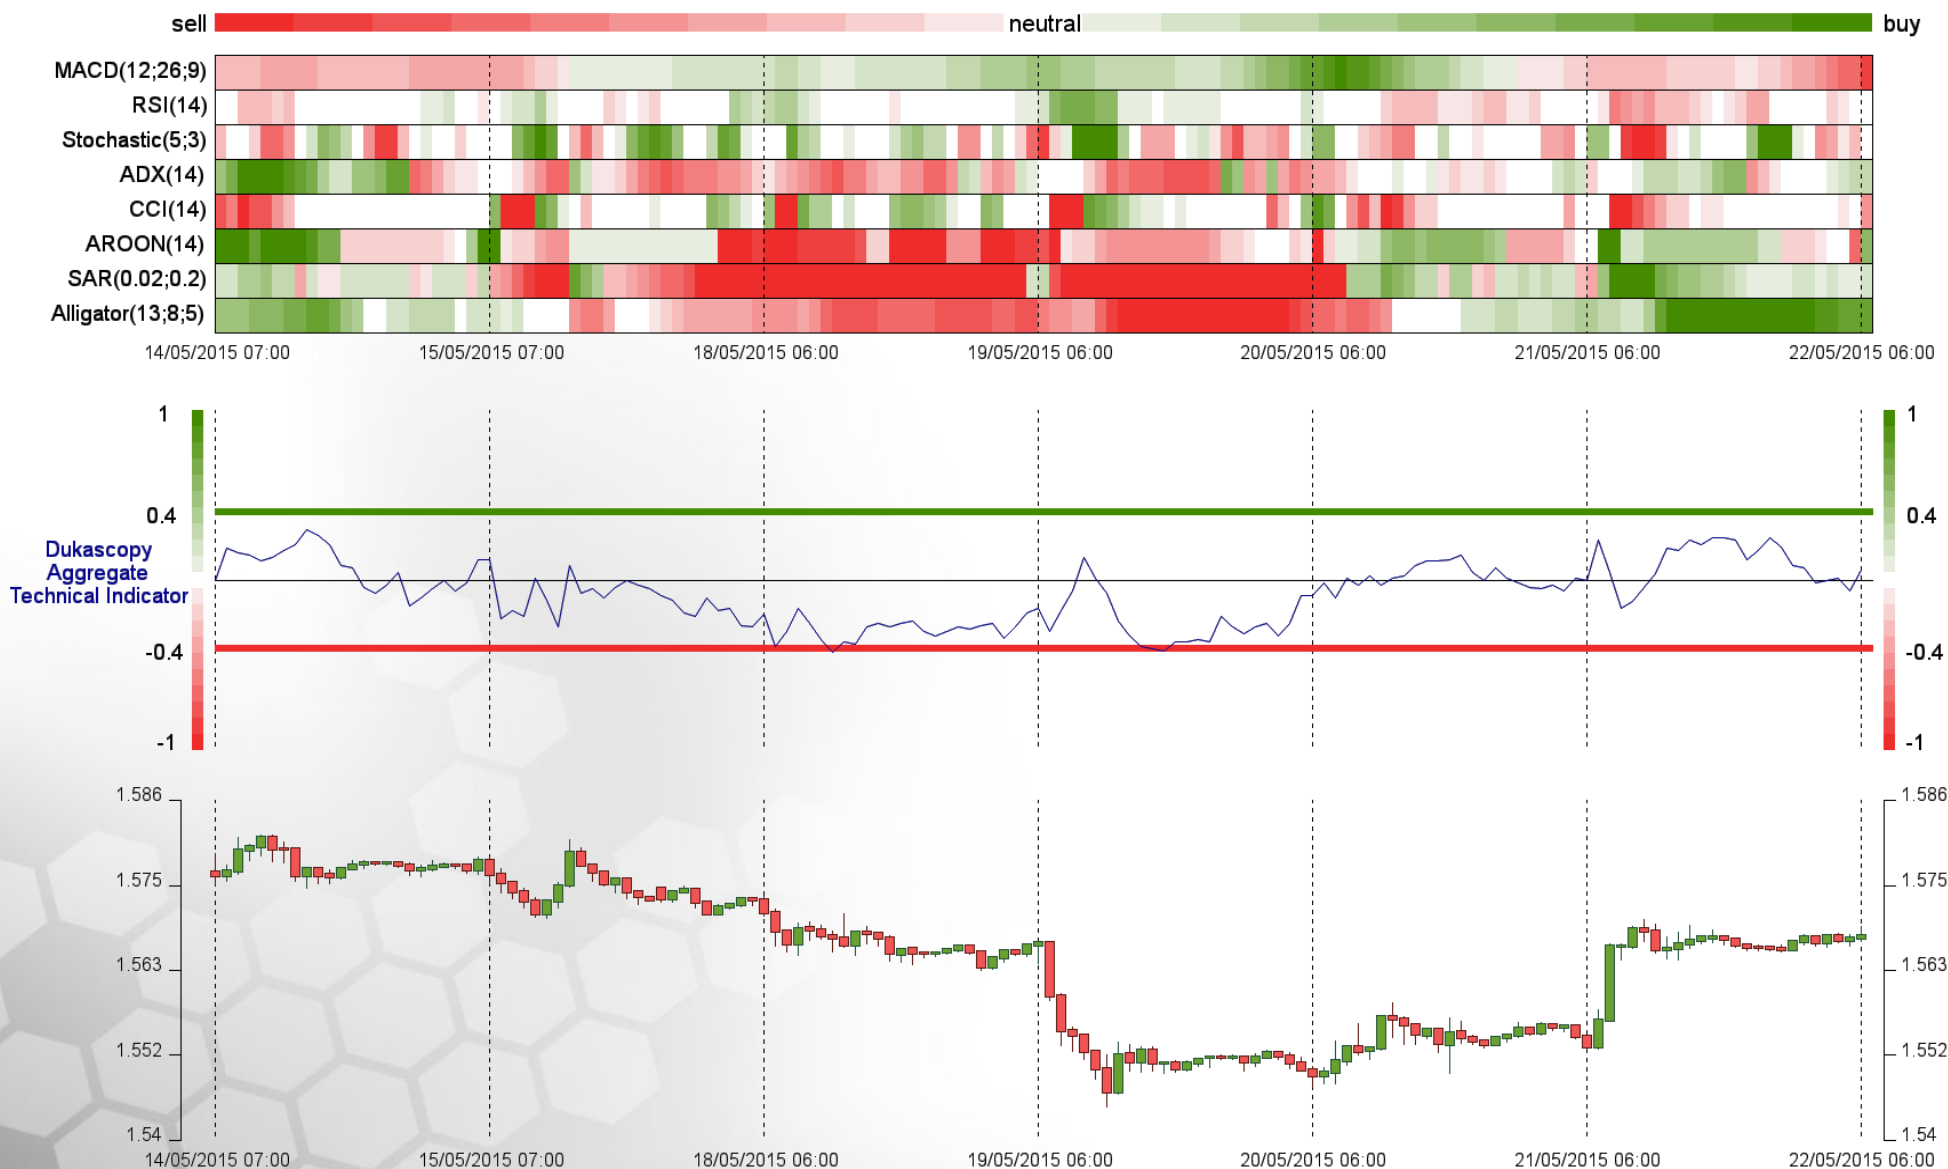 sell neutral buy
MACD(12;26;9)
RSI(14)
Stochastic(5;3)
ADX(14)
CCI(14)
AROON(14)
SAR(0.02;0.2)
Alligator(13;8;5)
14/05/2015 07:00 15/05/2015 07:00 18/05/2015 06:00 19/05/2015 06:00 20/05/2015 06:00 21/05/2015 06:00 22/05/2015 06:00
1 1
0.4 0.4
Dukascopy
Aggregate
Technical Indicator
-0.4 -0.4
-1 -1
1.586 1.586
1.575 1.575
1.563 1.563
1.552 1.552
1.54 1.54
14/05/2015 07:00 15/05/2015 07:00 18/05/2015 06:00 19/05/2015 06:00 20/05/2015 06:00 21/05/2015 06:00 22/05/2015 06:00